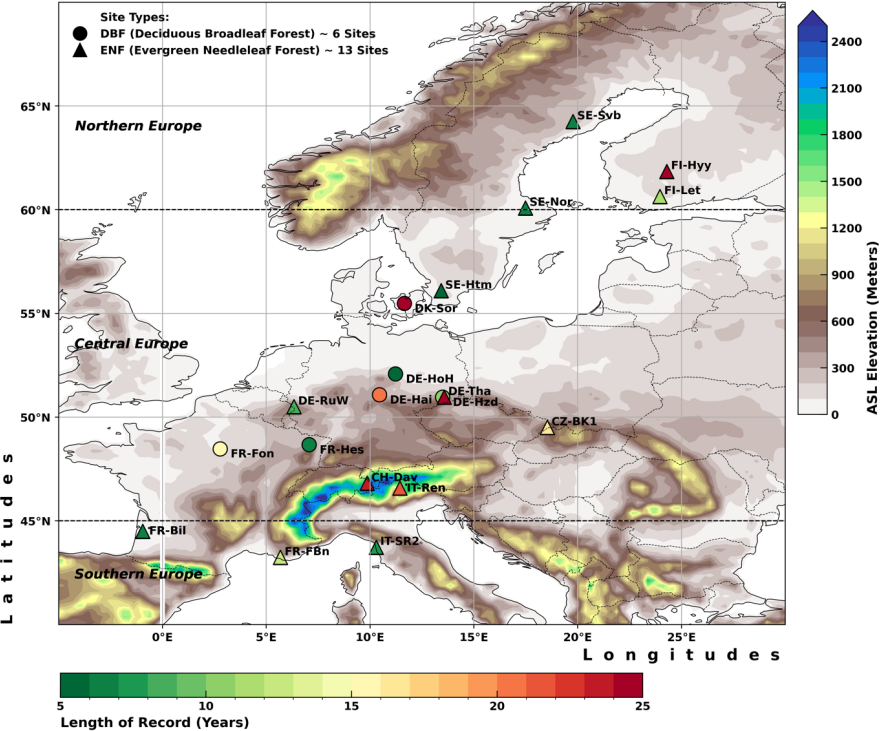 Site Types:
DBF (Deciduous Broadleaf Forest) ~ 6 Sites
ENF (Evergreen Needleleaf Forest) ~ 13 Sites
2400
2100
1800
1500
1200
900
600
300
0
ASL Elevation (Meters)
65°N
60°N
55°N
50°N
45°N
Latitudes
Northern Europe
Central Europe
Southern Europe
SE-Svb
FI-Hyy
FI-Let
SE-Nor
SE-Htm
DK-Sor
DE-HoH
DE-Tha
DE-Hai
DE-Hzd
DE-RuW
CZ-BK1
FR-Hes
FR-Fon
CH-Dav
IT-Ren
FR-Bil
IT-SR2
FR-FBn
0°E
5°E
10°E
15°E
20°E
25°E
Longitudes
5
10
15
20
25
Length of Record (Years)